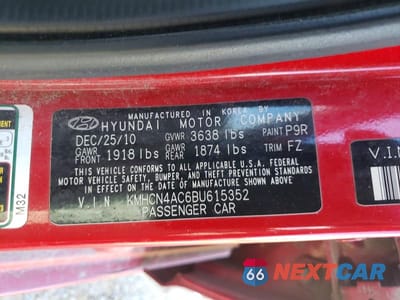 MANUFACTURED IN KOREA BY
HYUNDAI MOTOR COMPANY
DEC/25/10 GVWR 3638 lbs PAINT P9R
GAWR FRONT 1918 lbs GAWR REAR 1874 lbs TRIM FZ
THIS VEHICLE CONFORMS TO ALL APPLICABLE U.S.A. FEDERAL
MOTOR VEHICLE SAFETY, BUMPER, AND THEFT PREVENTION
STANDARDS IN EFFECT ON THE DATE OF MANUFACTURE
SHOWN ABOVE.
V.I.N. KMHCN4AC6BU615352
PASSENGER CAR
M32
V.I.N
66 NEXTCAR